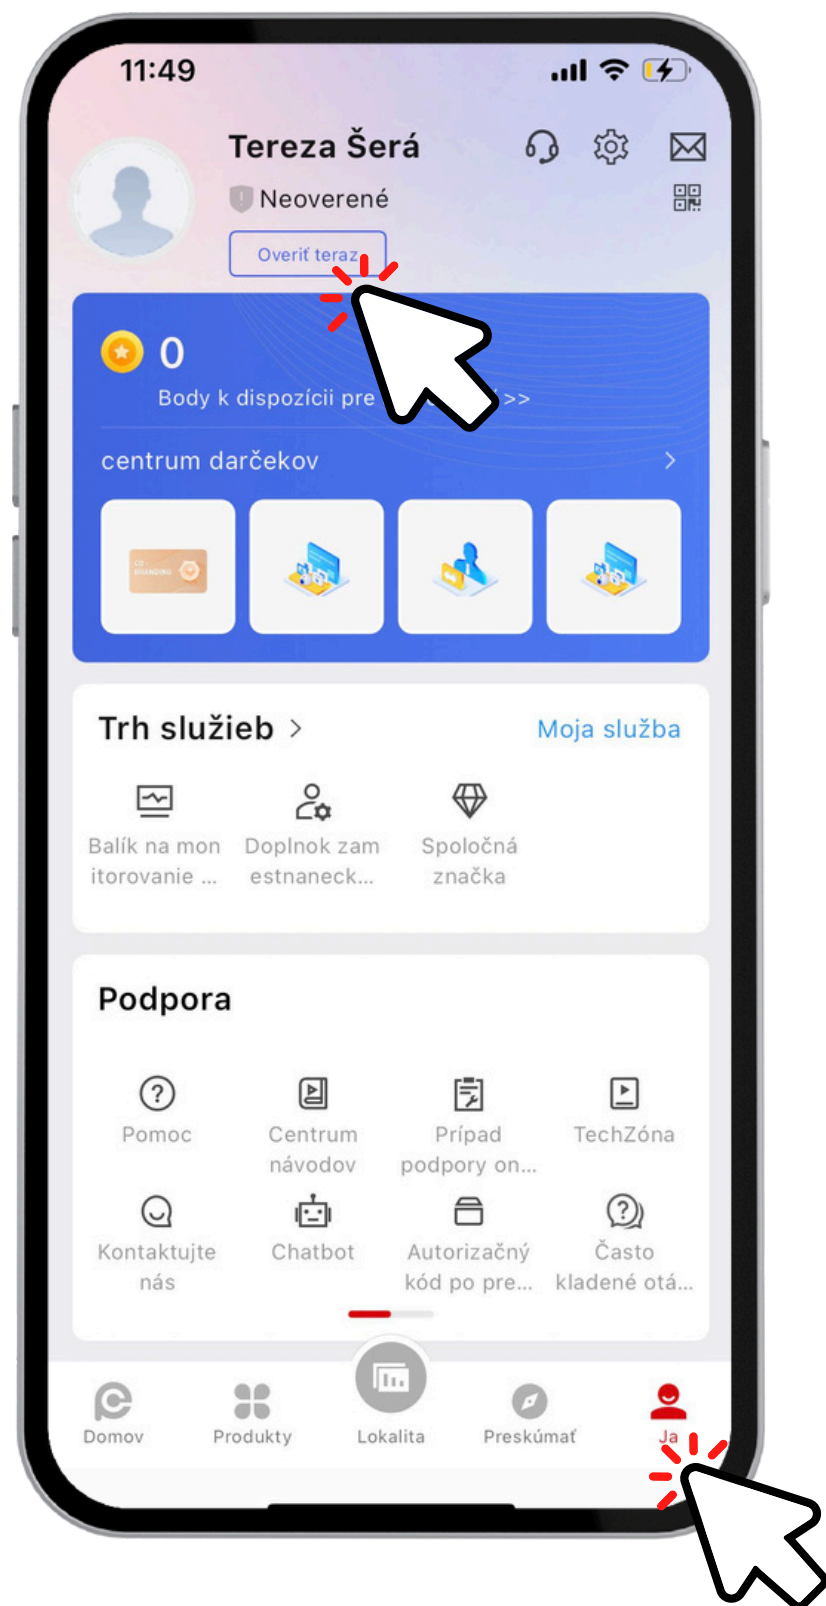 11:49
Tereza Šerá
Neoverené
Overiť teraz
0
Body k dispozícii pre >>
centrum darčekov
CO
BRANDING
Trh služieb >
Moja služba
Balík na mon
itorovanie ...
Doplnok zam
estnaneck...
Spoločná
značka
Podpora
Pomoc
Centrum
návodov
Prípad
podpory on...
TechZóna
Kontaktujte
nás
Chatbot
Autorizačný
kód po pre...
Často
kladené otá...
Domov
Produkty
Lokalita
Preskúmať
Ja